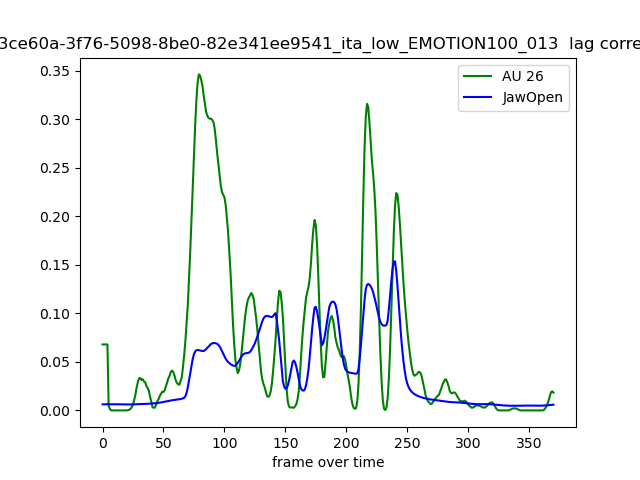 3ce60a-3f76-5098-8be0-82e341ee9541_ita_low_EMOTION100_013 lag corre
AU 26
JawOpen
0.35
0.30
0.25
0.20
0.15
0.10
0.05
0.00
0 50 100 150 200 250 300 350
frame over time